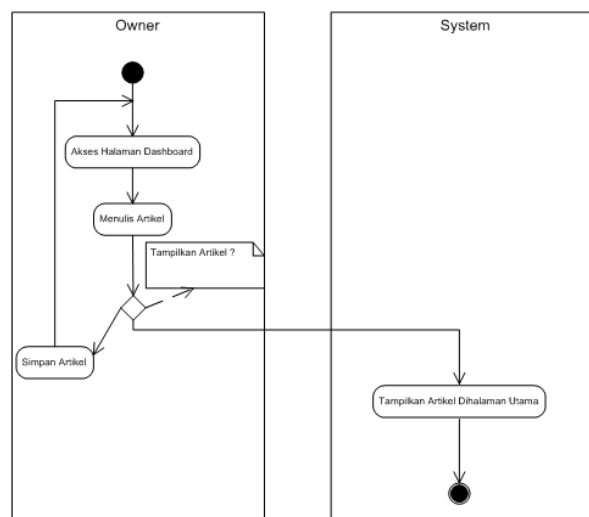 Owner
System
Akses Halaman Dashboard
Menulis Artikel
Tampilkan Artikel ?
Simpan Artikel
Tampilkan Artikel Dihalaman Utama